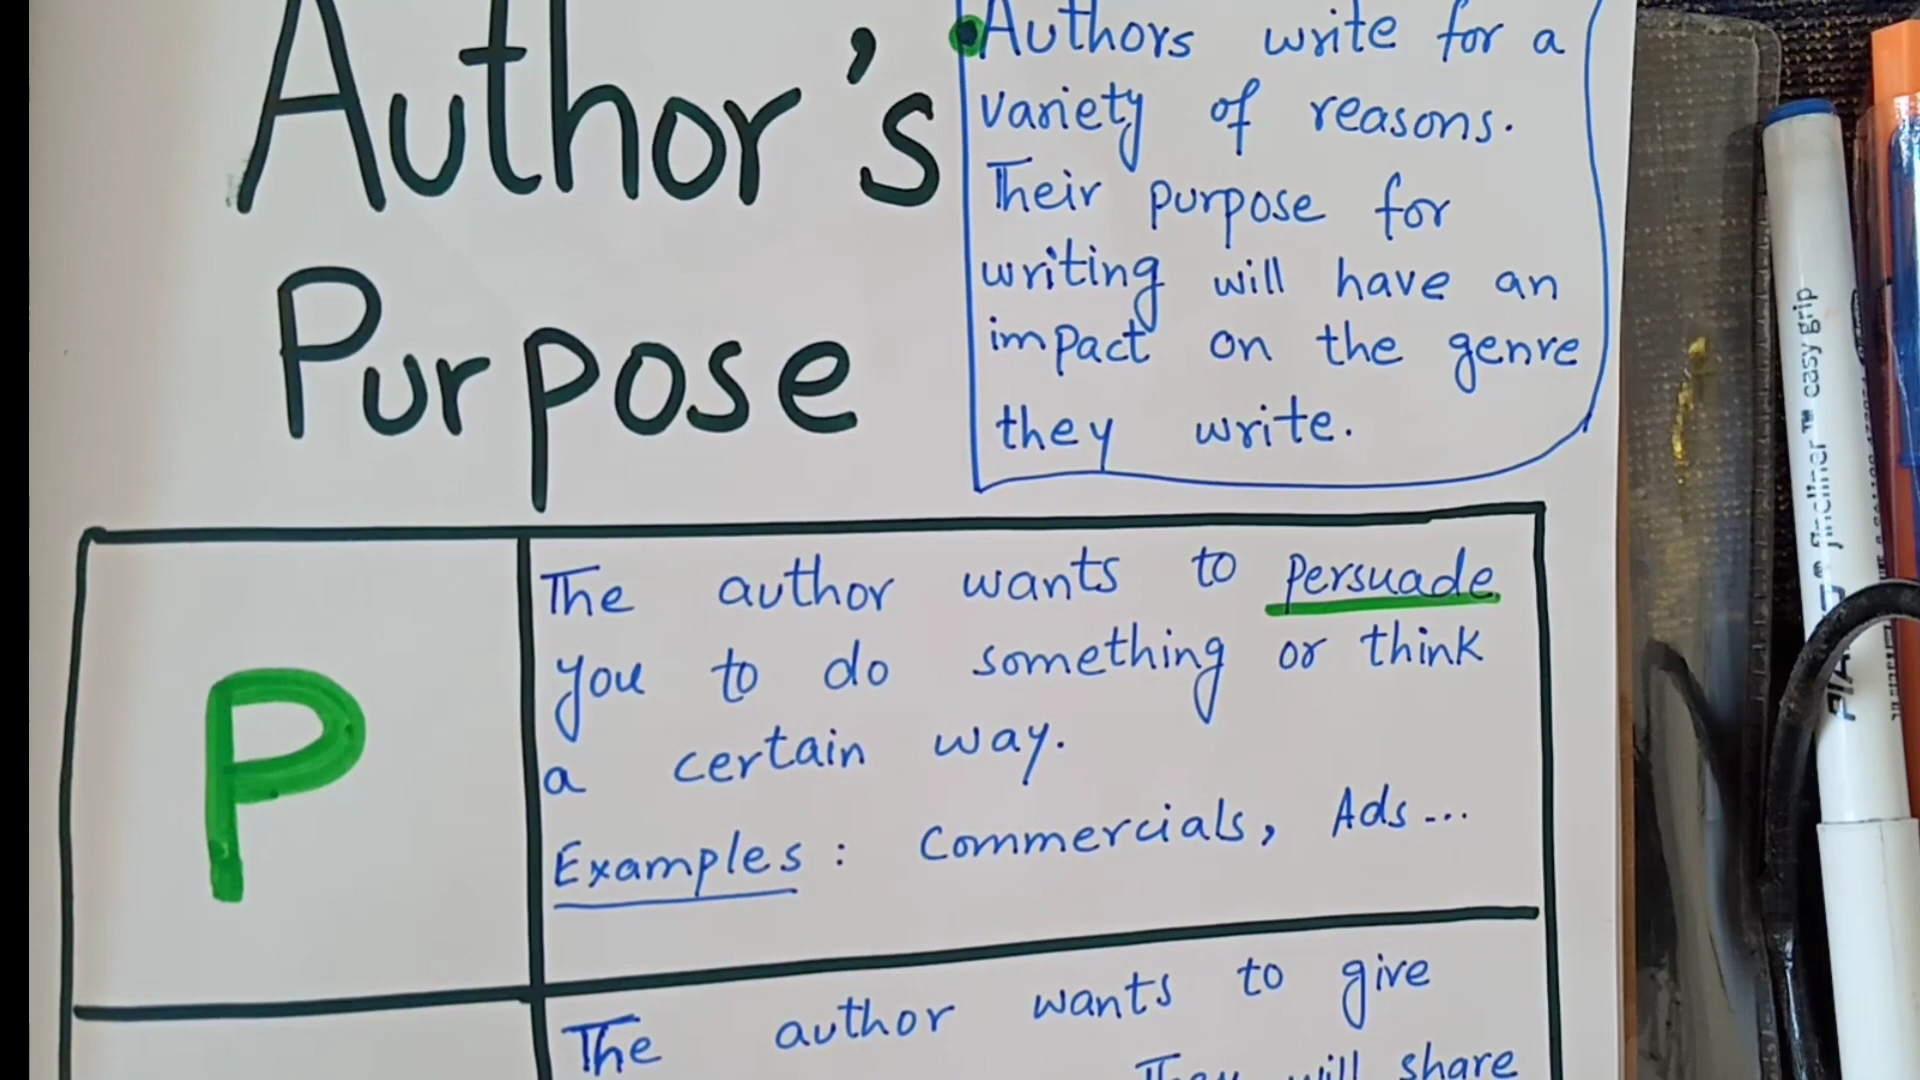 Author's
Purpose
Authors write for a
variety of reasons.
Their purpose for
writing will have an
impact on the genre
they write.
P
The author wants to persuade
you to do something or think
a certain way.
Examples : Commercials, Ads...
The author wants to give
They will share
fineliner™ easy grip